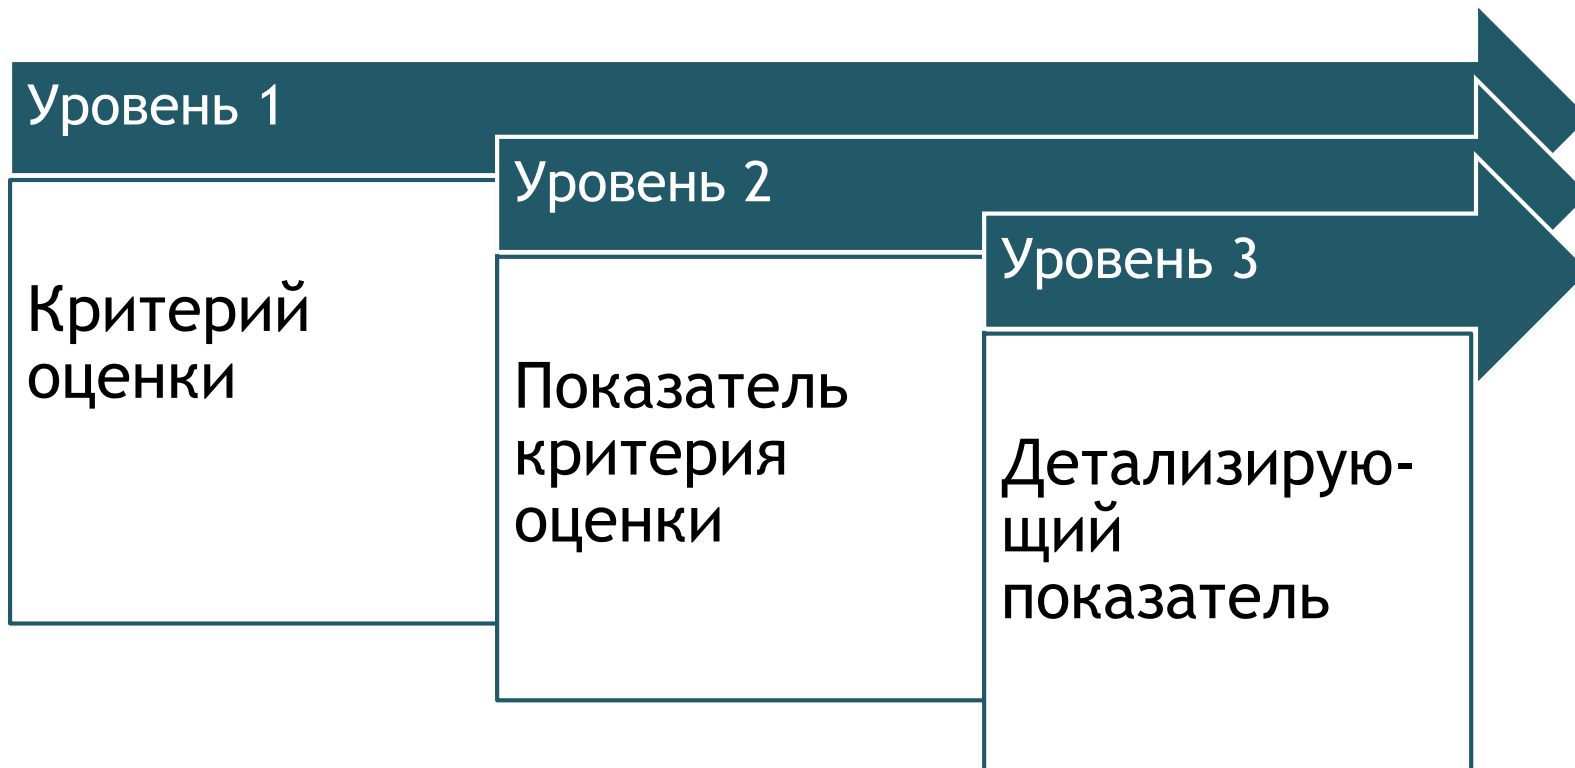 Уровень 1
Критерий
оценки
Уровень 2
Показатель
критерия
оценки
Уровень 3
Детализирую-
щий
показатель